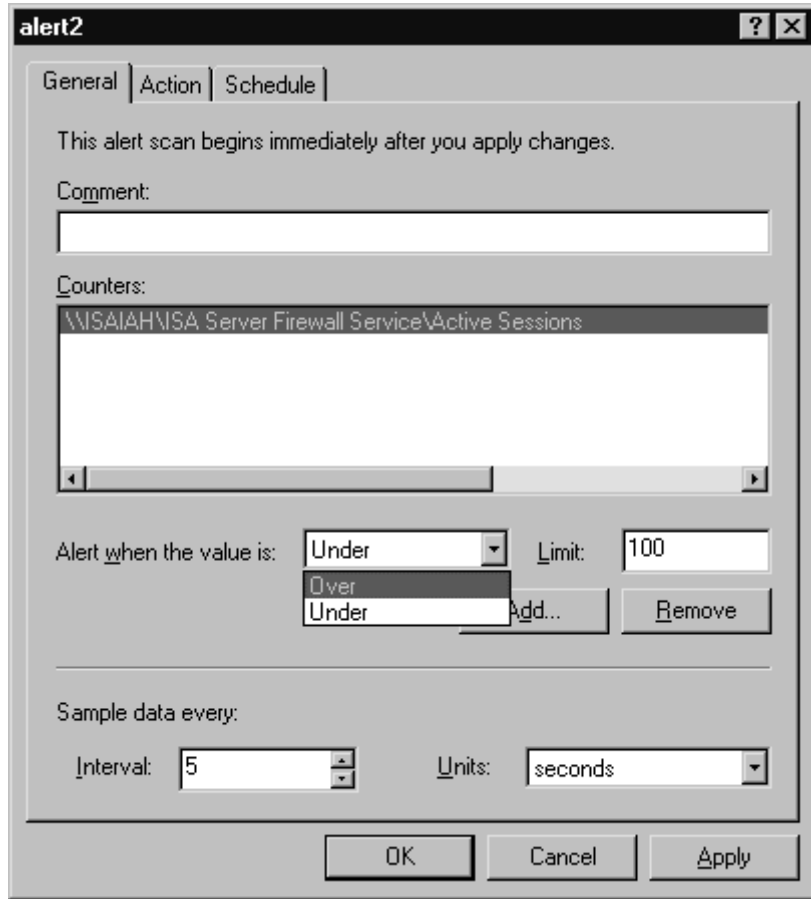 alert2
General Action Schedule
This alert scan begins immediately after you apply changes.
Comment:
Counters:
\\ISAIAH\ISA Server Firewall Service\Active Sessions
Alert when the value is: Under Limit: 100
Over
Under
Add... Remove
Sample data every:
Interval: 5 Units: seconds
OK Cancel Apply